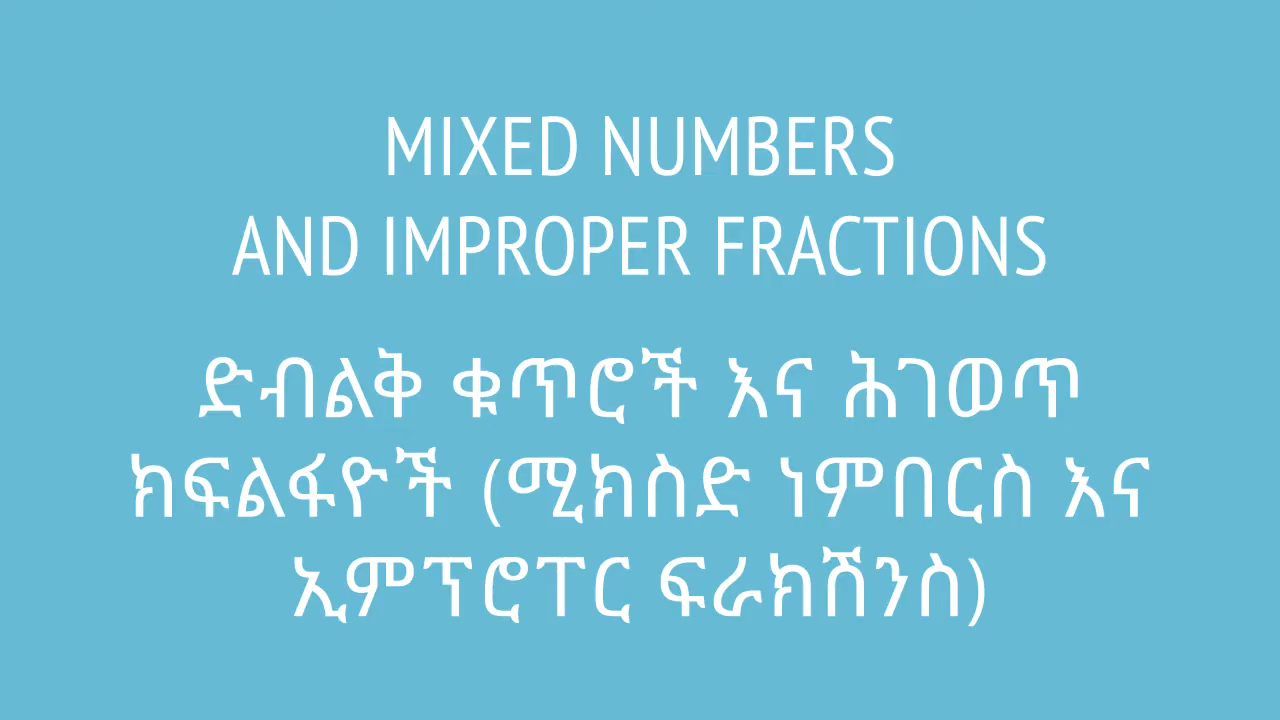 MIXED NUMBERS
AND IMPROPER FRACTIONS
ድብልቅ ቁጥሮች እና ሕገወጥ
ክፍልፋዮች (ሚክስድ ነምበርስ እና
ኢምፕሮፐር ፍራክሽንስ)